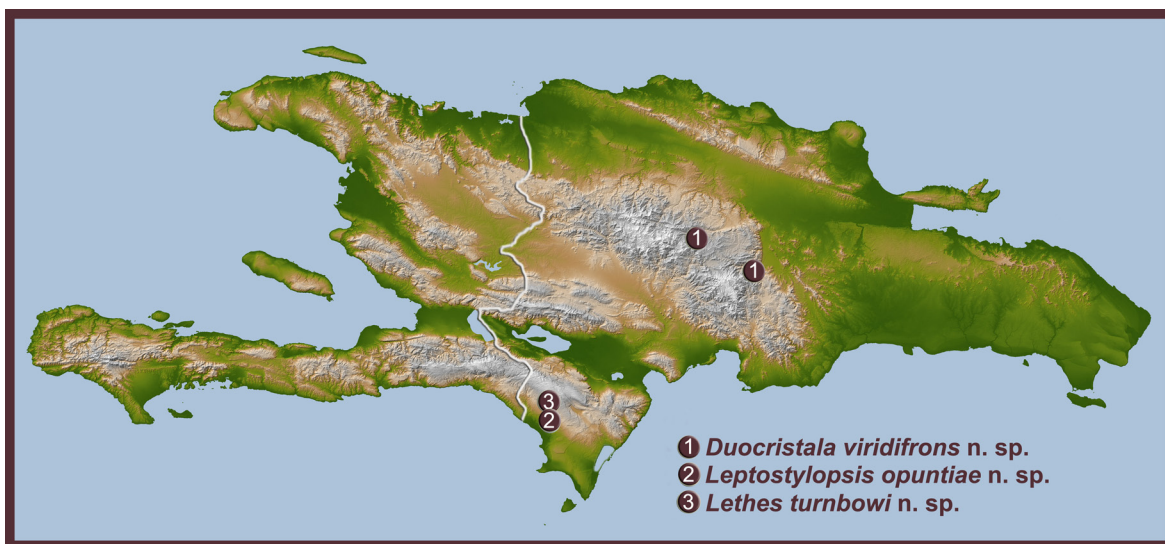 1
1
3
2
1 Duocristala viridifrons n. sp.
2 Leptostylopsis opuntiae n. sp.
3 Lethes turnbowi n. sp.